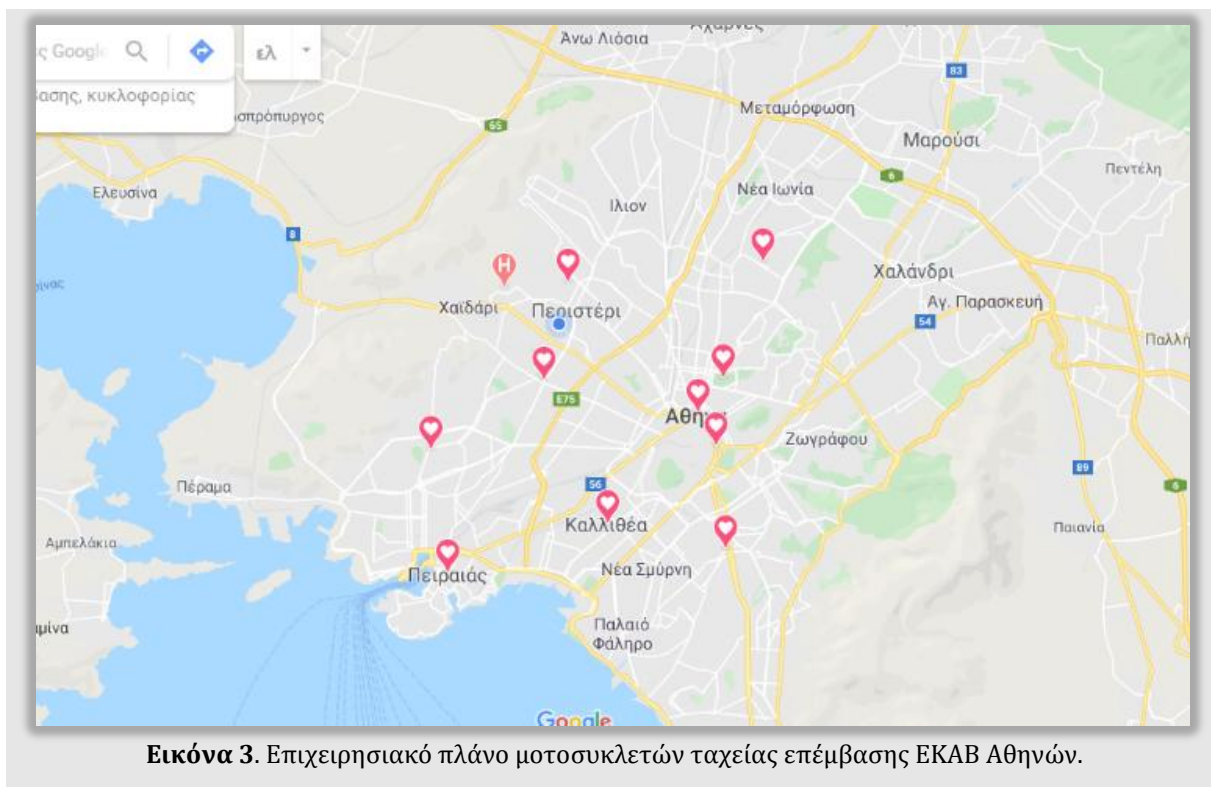 Άνω Λιόσια
ς Google
ελ
83
βασης, κυκλοφορίας
Μεταμόρφωση
σπρόπυργος
65
Μαρούσι
Πεντέλη
6
Ελευσίνα
Νέα Ιωνία
Ίλιον
8
H
Χαλάνδρι
Χαϊδάρι
Περιστέρι
Αγ. Παρασκευή
54
Παλλή
E75
Αθήν
Ζωγράφου
89
56
6
Πέραμα
Καλλιθέα
Παιανία
Αμπελάκια
Πειραιάς
Νέα Σμύρνη
μίνα
Παλαιό
Φάληρο
Google
Εικόνα 3. Επιχειρησιακό πλάνο μοτοσυκλετών ταχείας επέμβασης ΕΚΑΒ Αθηνών.